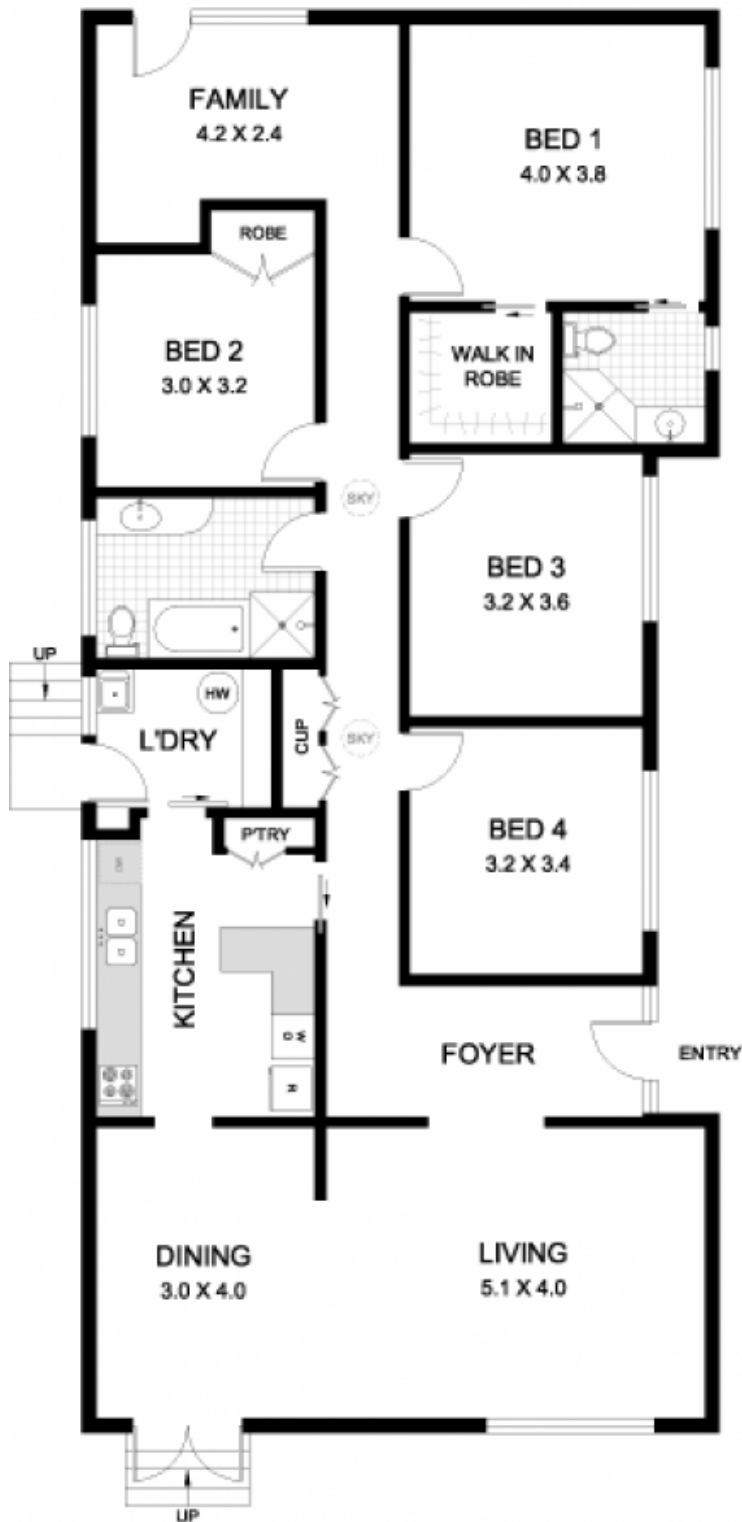 FAMILY
4.2 X 2.4
BED 1
4.0 X 3.8
ROBE
BED 2
3.0 X 3.2
WALK IN
ROBE
SKY
BED 3
3.2 X 3.6
UP
HW
L'DRY
CUP
SKY
P'TRY
BED 4
3.2 X 3.4
KITCHEN
FOYER
ENTRY
DINING
3.0 X 4.0
LIVING
5.1 X 4.0
UP